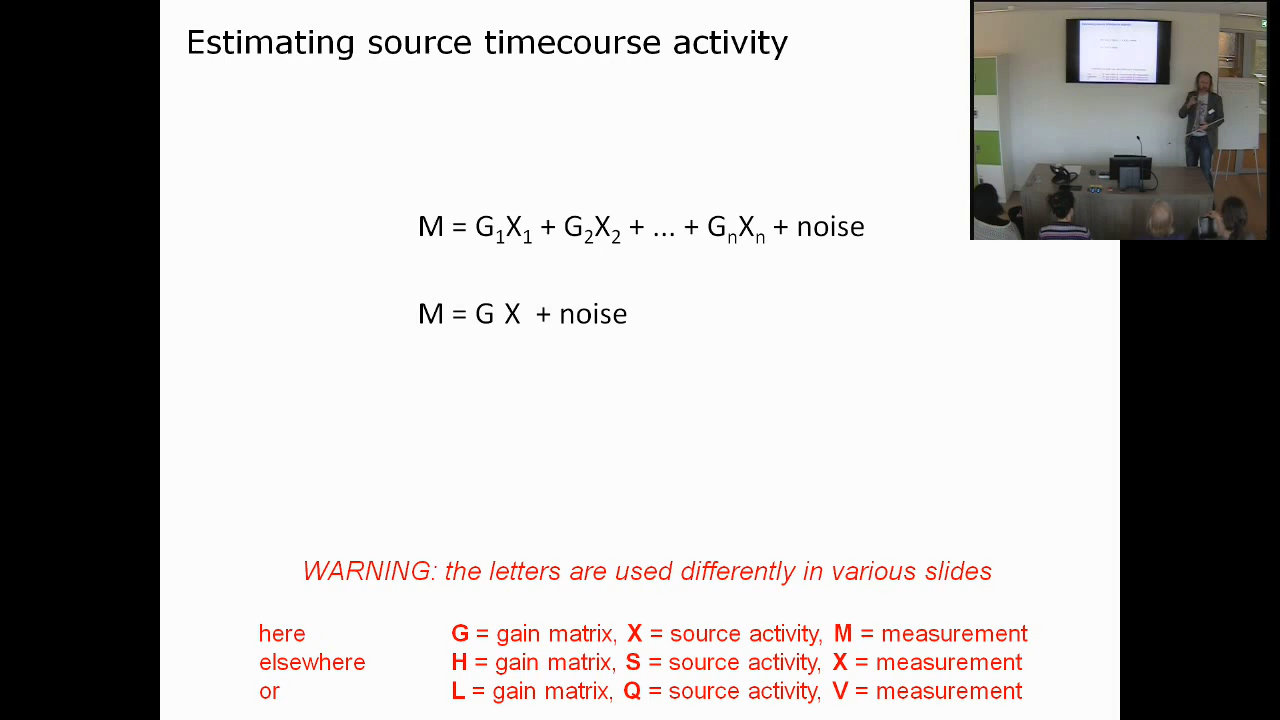 Estimating source timecourse activity
M = G₁X₁ + G₂X₂ + ... + GₙXₙ + noise
M = G X + noise
WARNING: the letters are used differently in various slides
here G = gain matrix, X = source activity, M = measurement
elsewhere H = gain matrix, S = source activity, X = measurement
or L = gain matrix, Q = source activity, V = measurement